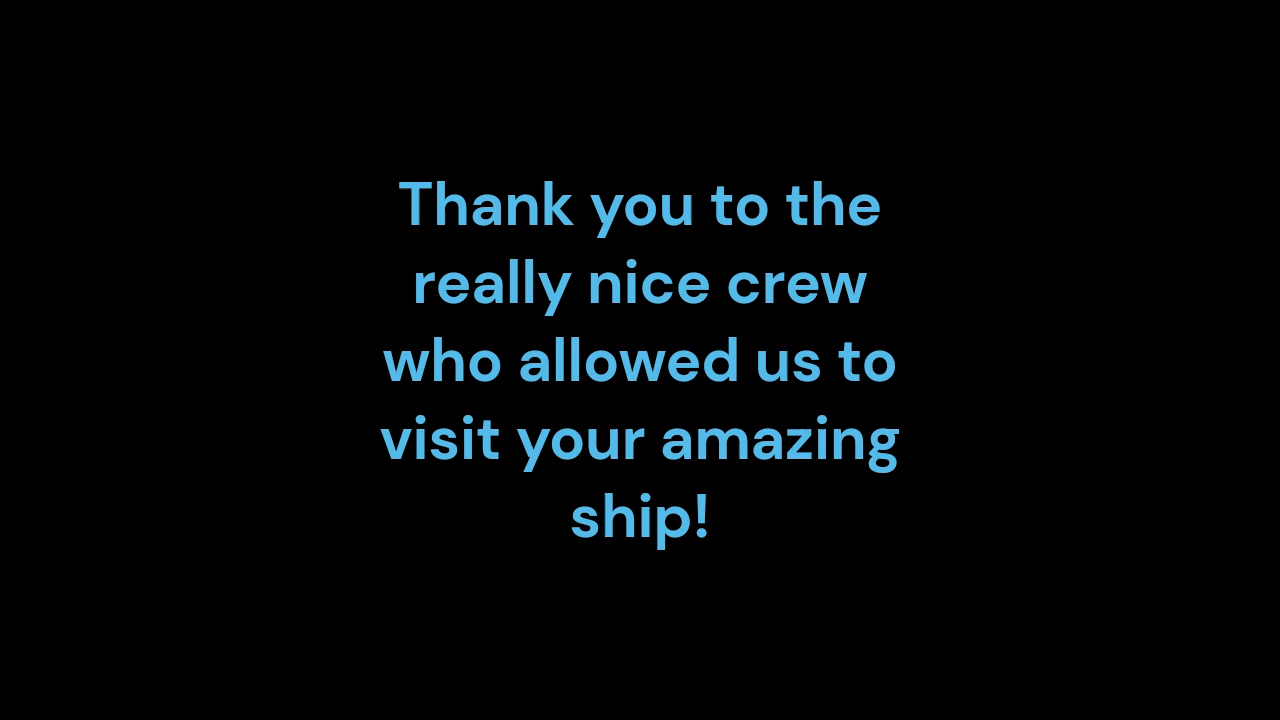 Thank you to the
really nice crew
who allowed us to
visit your amazing
ship!